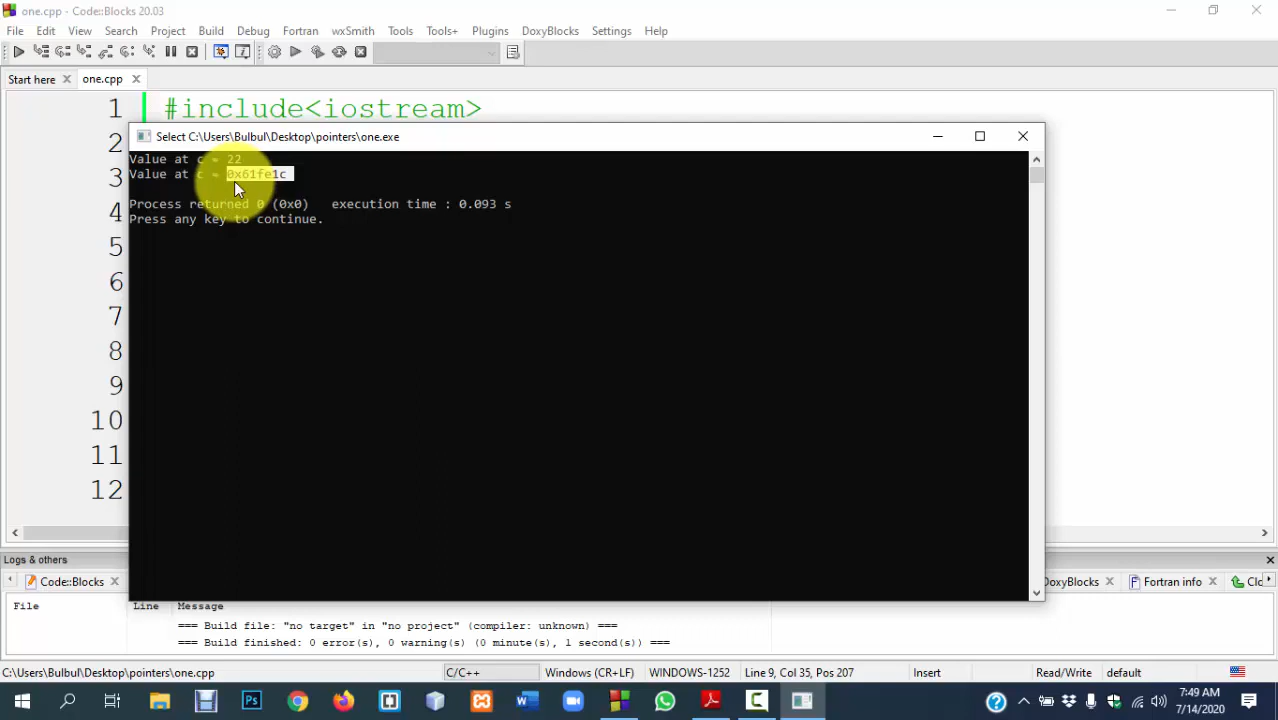 one.cpp - Code::Blocks 20.03
File Edit View Search Project Build Debug Fortran wxSmith Tools Tools+ Plugins DoxyBlocks Settings Help
Start here one.cpp
1 #include<iostream>
2
Select C:\Users\Bulbul\Desktop\pointers\one.exe
Value at c = 22
3
Value at c = 0x61fe1c
Process returned 0 (0x0) execution time : 0.093 s
4
Press any key to continue.
5
6
7
8
9
10
11
12
Logs & others
Code::Blocks DoxyBlocks Fortran info Clo
File Line Message
=== Build file: "no target" in "no project" (compiler: unknown) ===
=== Build finished: 0 error(s), 0 warning(s) (0 minute(s), 1 second(s)) ===
C:\Users\Bulbul\Desktop\pointers\one.cpp C/C++ Windows (CR+LF) WINDOWS-1252 Line 9, Col 35, Pos 207 Insert Read/Write default
7:49 AM
7/14/2020